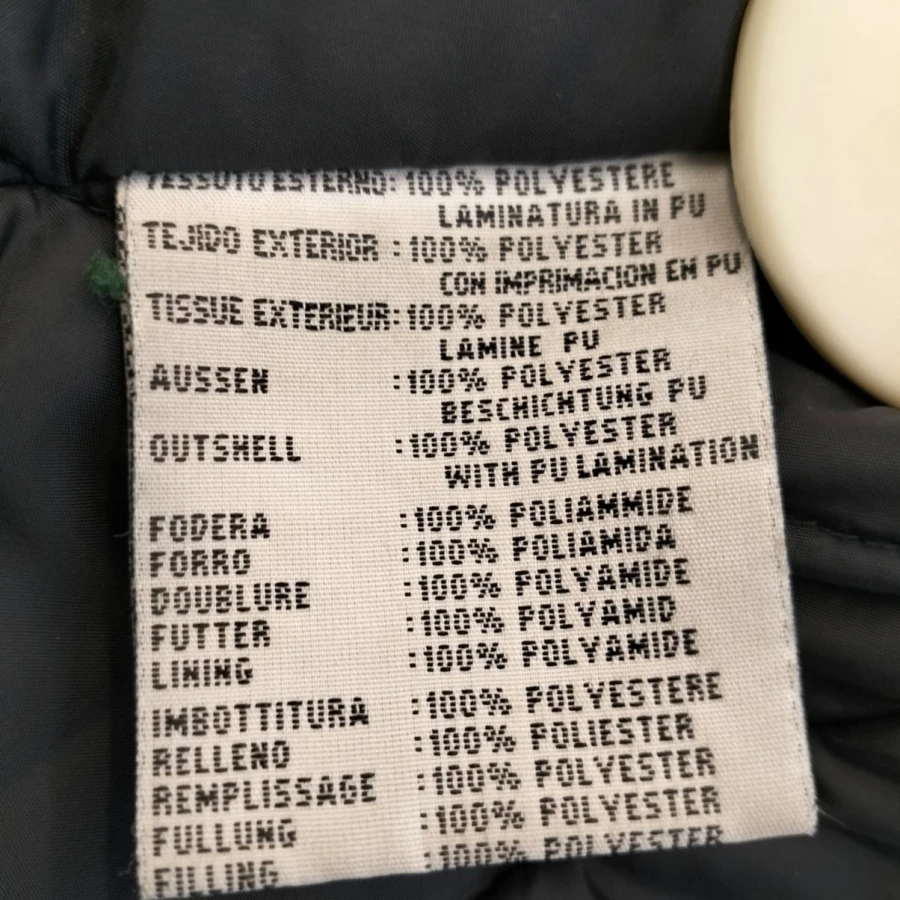 TESSUTO ESTERNO: 100% POLYESTERE
LAMINATURA IN PU
TEJIDO EXTERIOR : 100% POLYESTER
CON IMPRIMACION EN PU
TISSUE EXTERIEUR: 100% POLYESTER
LAMINE PU
AUSSEN : 100% POLYESTER
BESCHICHTUNG PU
OUTSHELL : 100% POLYESTER
WITH PU LAMINATION
FODERA : 100% POLIAMMIDE
FORRO : 100% POLIAMIDA
DOUBLURE : 100% POLYAMIDE
FUTTER : 100% POLYAMID
LINING : 100% POLYAMIDE
IMBOTTITURA : 100% POLYESTERE
RELLENO : 100% POLIESTER
REMPLISSAGE : 100% POLYESTER
FULLUNG : 100% POLYESTER
FILLING : 100% POLYESTER